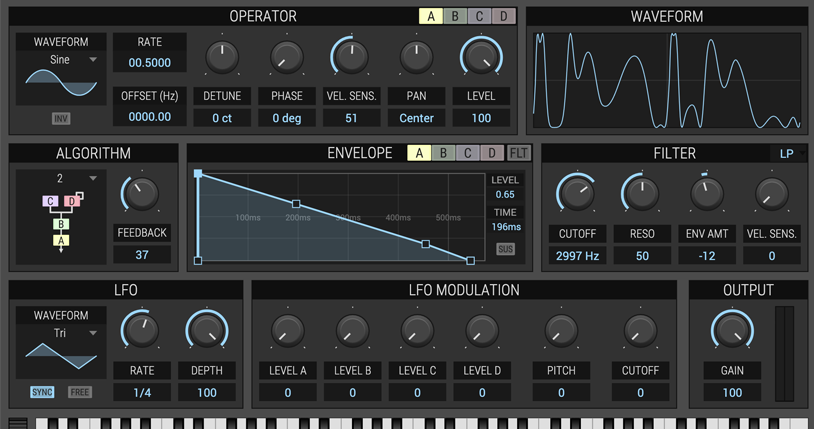 OPERATOR A B C D
WAVEFORM
Sine
INV
RATE
00.5000
OFFSET (Hz)
0000.00
DETUNE PHASE VEL. SENS. PAN LEVEL
0 ct 0 deg 51 Center 100
WAVEFORM
ALGORITHM
2
C D
B
A
FEEDBACK
37
ENVELOPE A B C D FLT
100ms 200ms 300ms 400ms 500ms
LEVEL
0.65
TIME
196ms
SUS
FILTER LP
CUTOFF RESO ENV AMT VEL. SENS.
2997 Hz 50 -12 0
LFO
WAVEFORM
Tri
SYNC FREE
RATE DEPTH
1/4 100
LFO MODULATION
LEVEL A LEVEL B LEVEL C LEVEL D PITCH CUTOFF
0 0 0 0 0 0
OUTPUT
GAIN
100